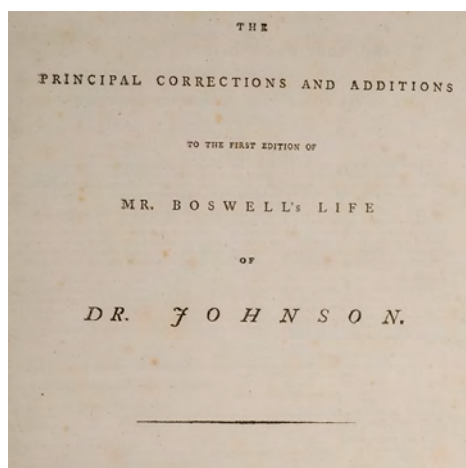 THE
PRINCIPAL CORRECTIONS AND ADDITIONS
TO THE FIRST EDITION OF
MR. BOSWELL's LIFE
OF
DR. JOHNSON.